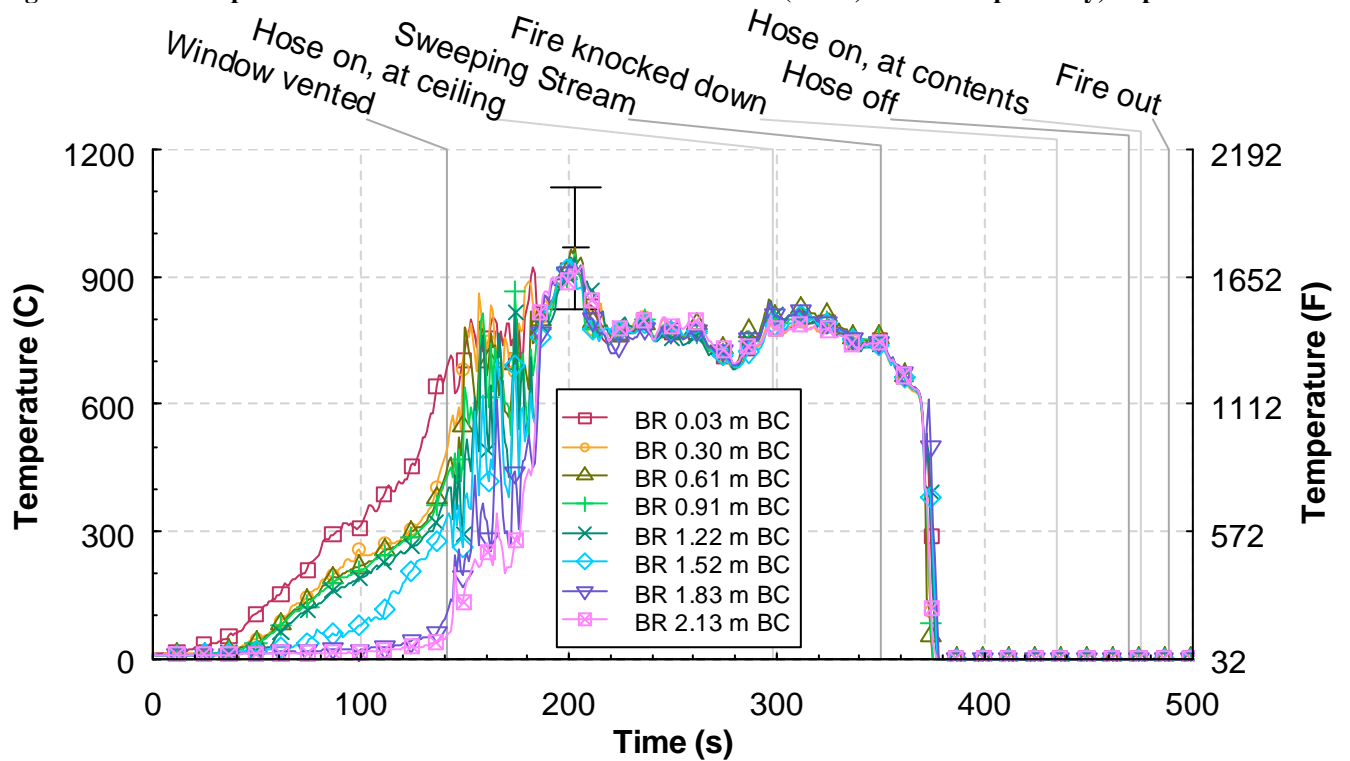 Hose on, at contents
Fire knocked down
Sweeping Stream
Hose on, at ceiling
Window vented
Hose off
Fire out
1200
900
600
300
0
2192
1652
1112
572
32
Temperature (C)
Temperature (F)
BR 0.03 m BC
BR 0.30 m BC
BR 0.61 m BC
BR 0.91 m BC
BR 1.22 m BC
BR 1.52 m BC
BR 1.83 m BC
BR 2.13 m BC
0 100 200 300 400 500
Time (s)